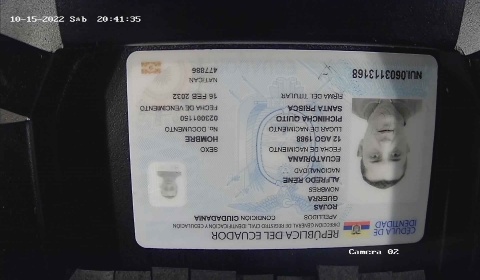 10-15-2022 Sab 20:41:35
CÉDULA DE IDENTIDAD
REPÚBLICA DEL ECUADOR
DIRECCIÓN GENERAL DE REGISTRO CIVIL, IDENTIFICACIÓN Y CEDULACIÓN
APELLIDOS
CONDICIÓN CIUDADANÍA
ROJAS
GUERRA
NOMBRES
ALFREDO RENE
NACIONALIDAD
ECUATORIANA
FECHA DE NACIMIENTO
12 AGO 1988
LUGAR DE NACIMIENTO
PICHINCHA QUITO
SANTA PRISCA
FIRMA DEL TITULAR
SEXO
HOMBRE
No. DOCUMENTO
FECHA DE VENCIMIENTO
16 FEB 2032
NAT/CAN
477886
NUI.0603113168
Camera 02